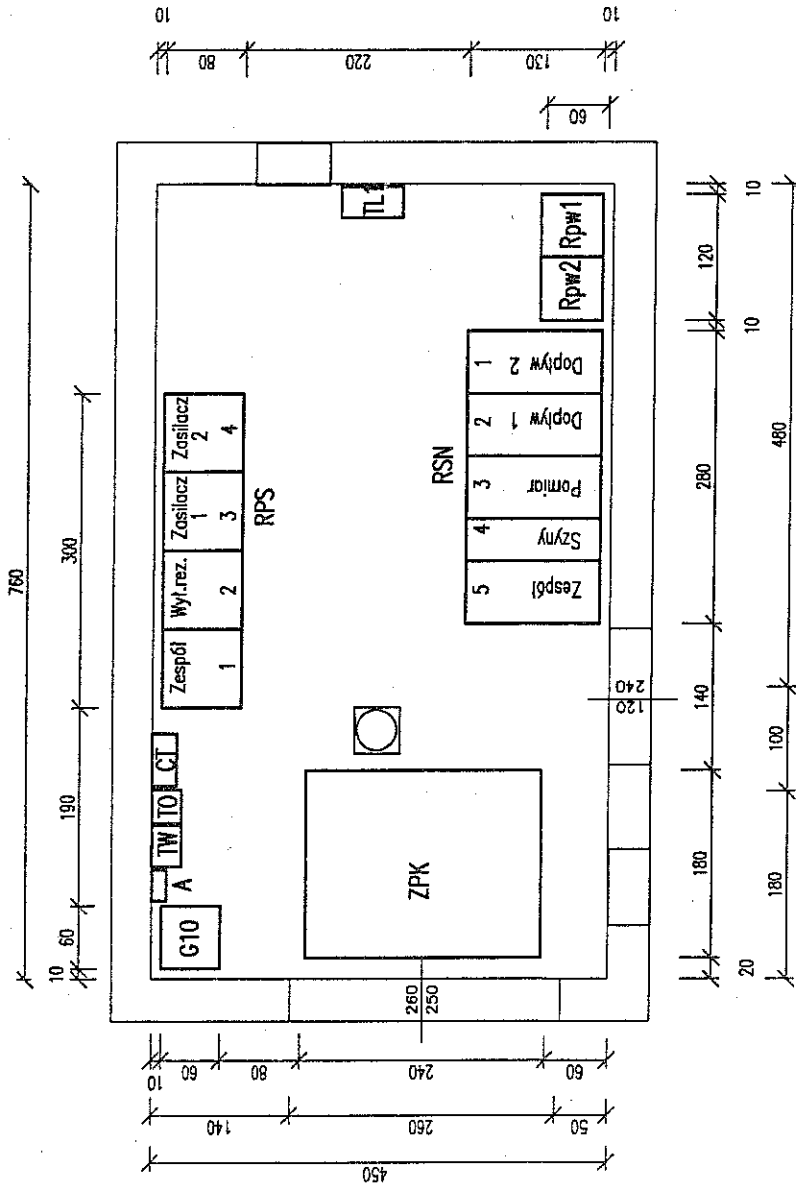 760
300
190
60
10
10
80
220
130
10
60
Zespół
1
Wył.rez.
2
Zasilacz
1
3
Zasilacz
2
4
RPS
TL1
CT
TO
TW
A
G10
RSN
5
Zespół
4
Szyny
3
Pomiar
2
Dopływ 1
1
Dopływ 2
Rpw2
Rpw1
ZPK
260
250
240
120
10
60
80
240
60
140
260
50
450
180
140
280
120
20
180
100
480
10
10